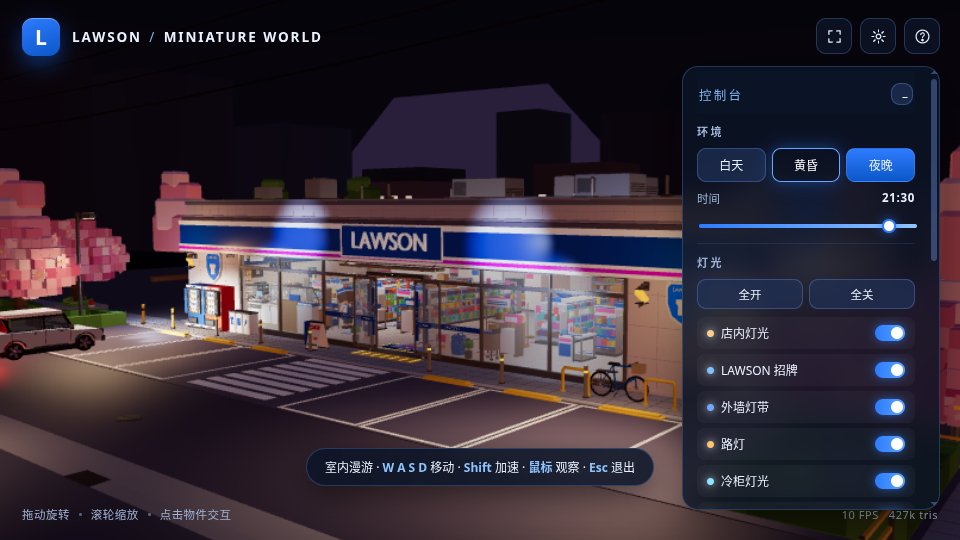 L LAWSON / MINIATURE WORLD
控制台
环境
白天 黄昏 夜晚
时间 21:30
灯光
全开 全关
店内灯光
LAWSON 招牌
外墙灯带
路灯
冷柜灯光
LAWSON
室内漫游 · W A S D 移动 · Shift 加速 · 鼠标 观察 · Esc 退出
拖动旋转 • 滚轮缩放 • 点击物件交互
10 FPS 427k tris